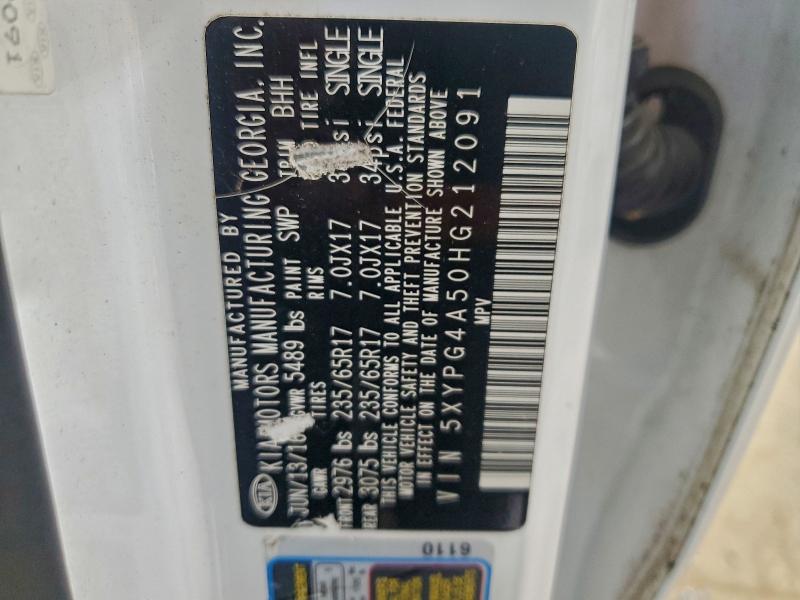 MANUFACTURED BY
KIA MOTORS MANUFACTURING GEORGIA, INC.
JUN/13/16 GVWR 5489 lbs PAINT SWP TRIM BHH
GAWR TIRES RIMS TIRE INFL
FRONT 2976 lbs 235/65R17 7.0JX17 psi SINGLE
REAR 3075 lbs 235/65R17 7.0JX17 34psi SINGLE
THIS VEHICLE CONFORMS TO ALL APPLICABLE U.S.A. FEDERAL
MOTOR VEHICLE SAFETY AND THEFT PREVENTION STANDARDS
IN EFFECT ON THE DATE OF MANUFACTURE SHOWN ABOVE
VIN 5XYPG4A50HG212091
MPV
6110